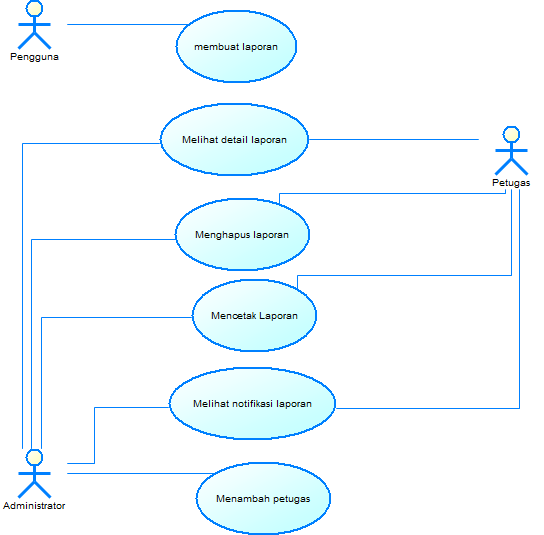 Pengguna
membuat laporan
Melihat detail laporan
Petugas
Menghapus laporan
Mencetak Laporan
Melihat notifikasi laporan
Administrator
Menambah petugas